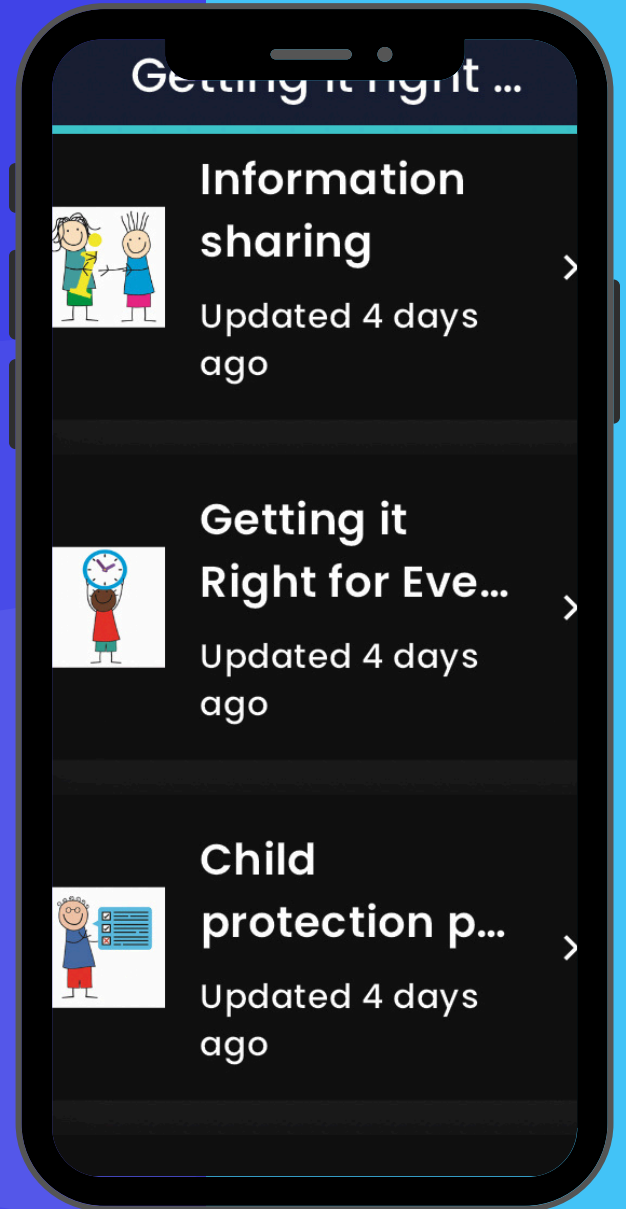 Getting it right ...
Information
sharing
Updated 4 days
ago
Getting it
Right for Eve...
Updated 4 days
ago
Child
protection p...
Updated 4 days
ago